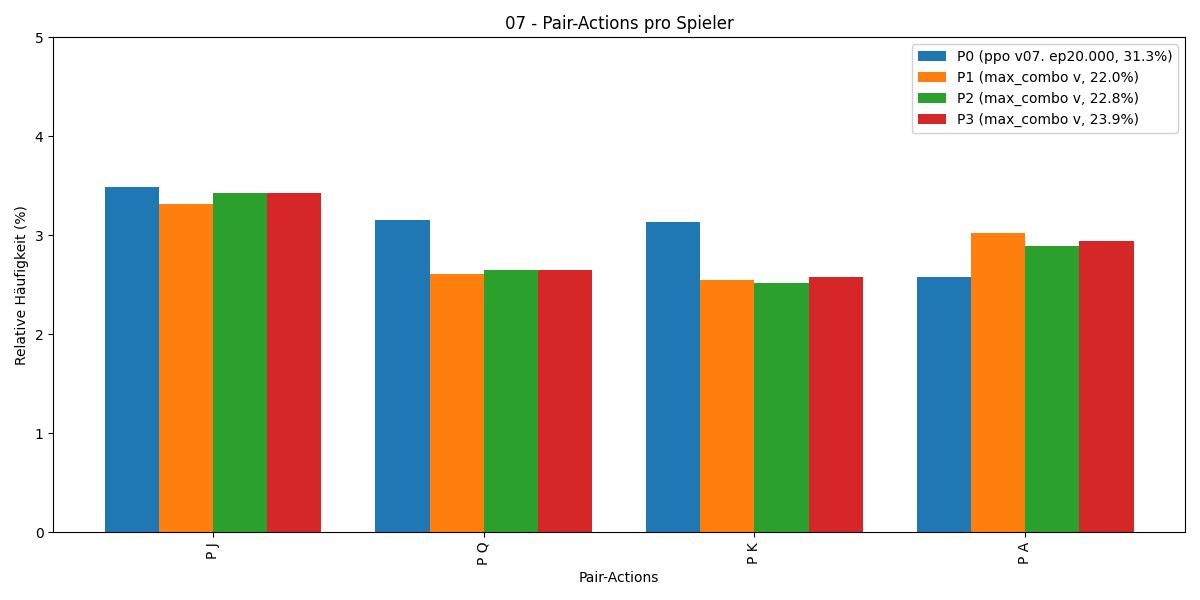 07 - Pair-Actions pro Spieler
P0 (ppo v07. ep20.000, 31.3%)
P1 (max_combo v, 22.0%)
P2 (max_combo v, 22.8%)
P3 (max_combo v, 23.9%)
Relative Häufigkeit (%)
5
4
3
2
1
0
P J
P Q
P K
P A
Pair-Actions